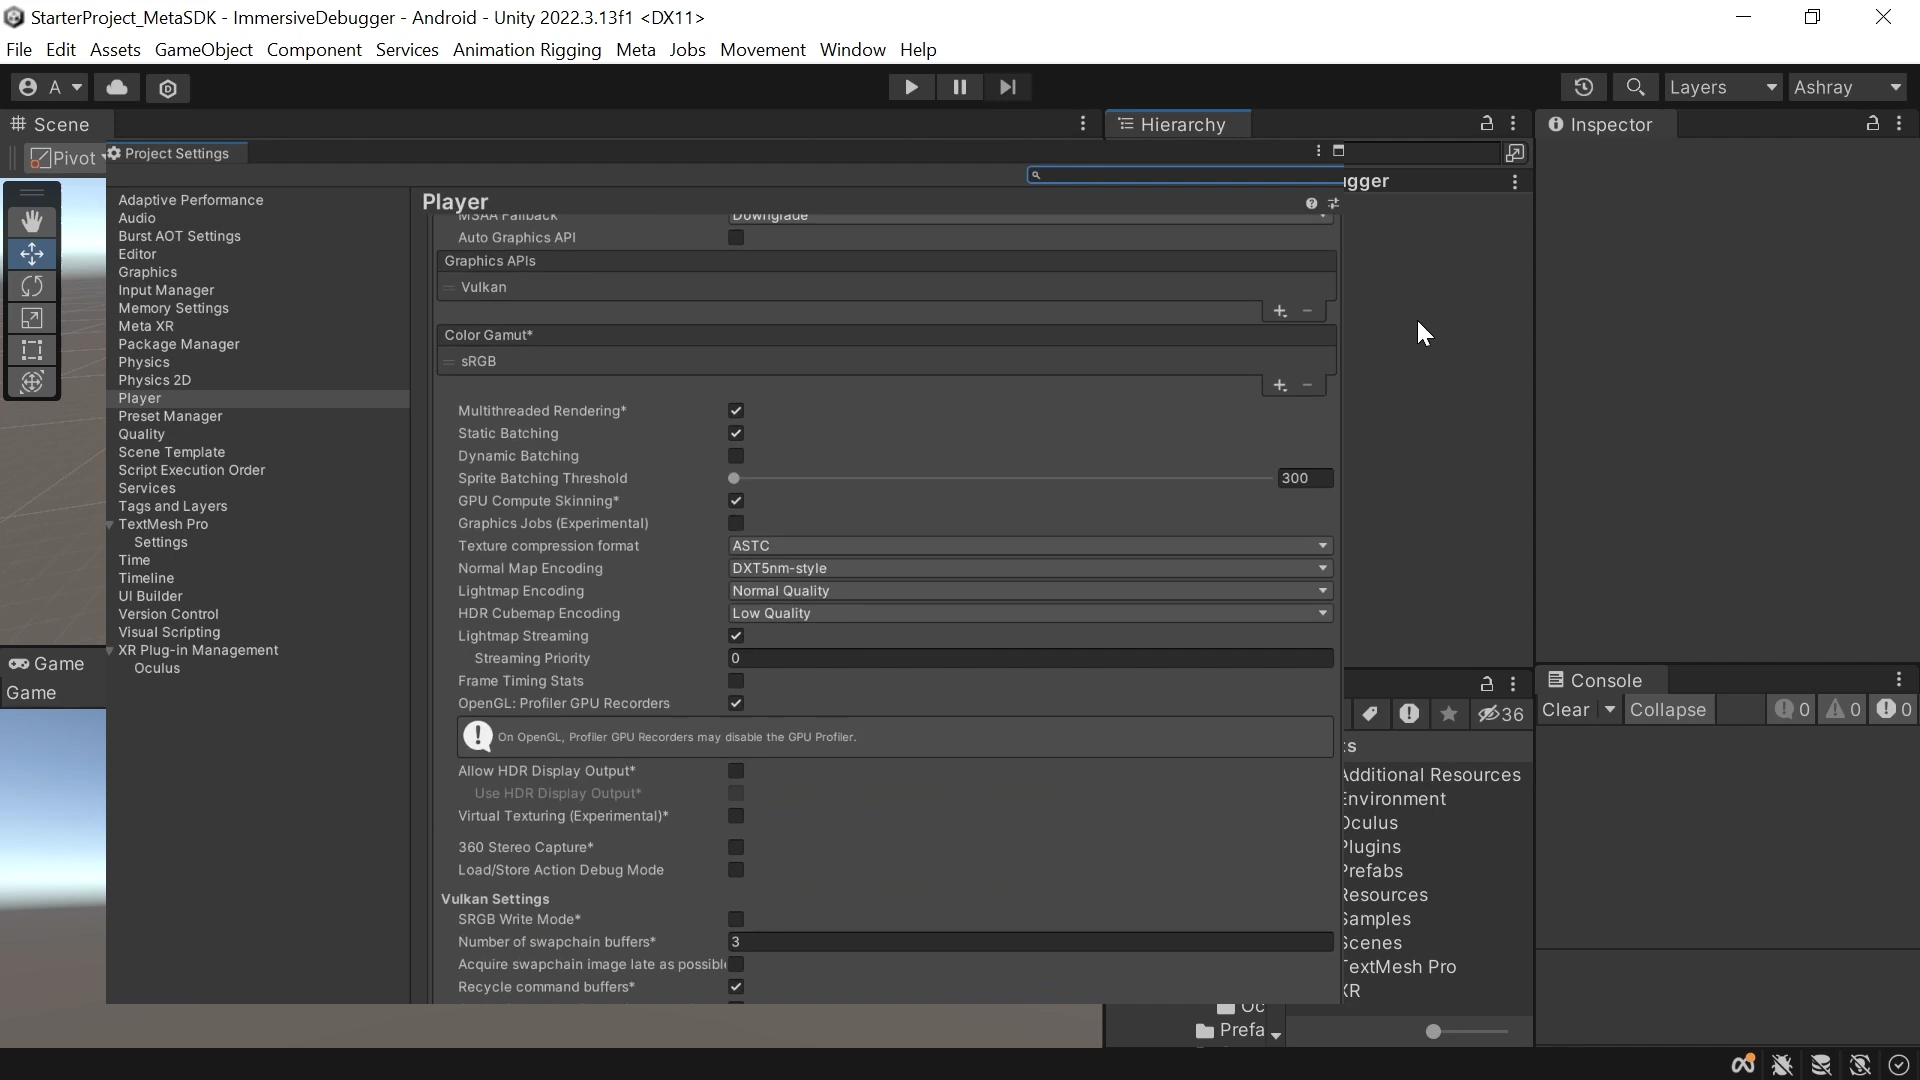 StarterProject_MetaSDK - ImmersiveDebugger - Android - Unity 2022.3.13f1 <DX11>
File Edit Assets GameObject Component Services Animation Rigging Meta Jobs Movement Window Help
A Layers Ashray
Scene Hierarchy Inspector
Pivot Project Settings
gger
Player
Adaptive Performance
Audio
Burst AOT Settings
Editor
Graphics
Input Manager
Memory Settings
Meta XR
Package Manager
Physics
Physics 2D
Player
Preset Manager
Quality
Scene Template
Script Execution Order
Services
Tags and Layers
TextMesh Pro
Settings
Time
Timeline
UI Builder
Version Control
Visual Scripting
XR Plug-in Management
Oculus
MSAA Fallback Downgrade
Auto Graphics API
Graphics APIs
Vulkan
Color Gamut*
sRGB
Multithreaded Rendering*
Static Batching
Dynamic Batching
Sprite Batching Threshold 300
GPU Compute Skinning*
Graphics Jobs (Experimental)
Texture compression format ASTC
Normal Map Encoding DXT5nm-style
Lightmap Encoding Normal Quality
HDR Cubemap Encoding Low Quality
Lightmap Streaming
Streaming Priority 0
Frame Timing Stats
OpenGL: Profiler GPU Recorders
On OpenGL, Profiler GPU Recorders may disable the GPU Profiler.
Allow HDR Display Output*
Use HDR Display Output*
Virtual Texturing (Experimental)*
360 Stereo Capture*
Load/Store Action Debug Mode
Vulkan Settings
SRGB Write Mode*
Number of swapchain buffers* 3
Acquire swapchain image late as possibl
Recycle command buffers*
Game
Game
36
ts
Additional Resources
Environment
Oculus
Plugins
Prefabs
Resources
Samples
Scenes
TextMesh Pro
XR
Oc
Prefa
Console
Clear Collapse 0 0 0